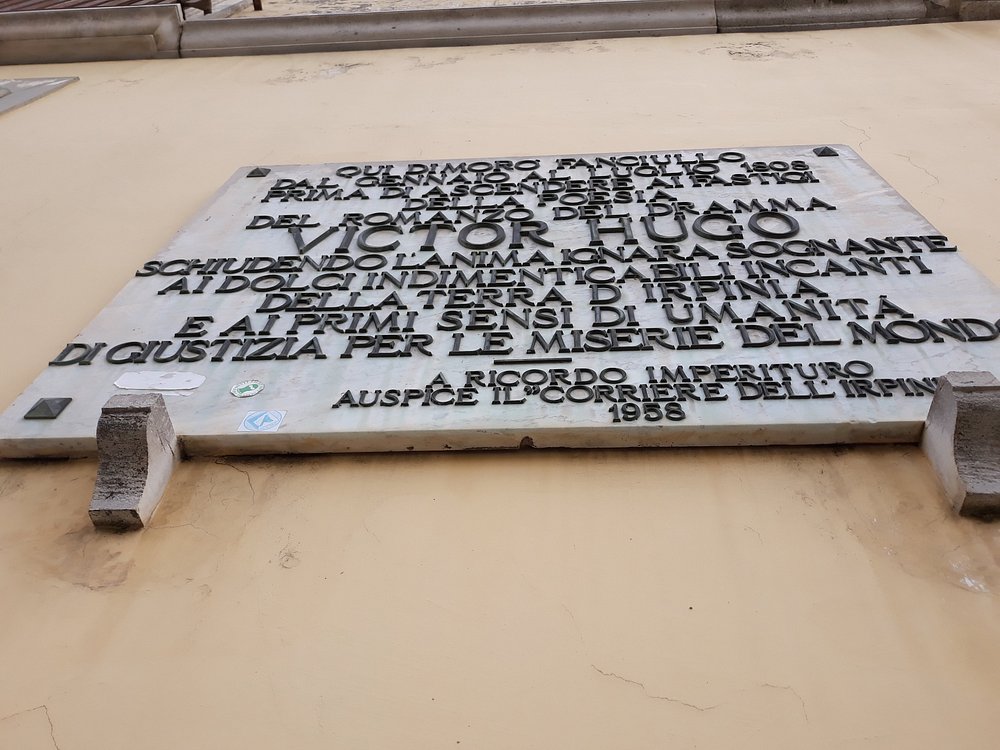 QUI DIMORÒ FANCIULLO
DAL GENNAIO AL LUGLIO 1808
PRIMA DI ASCENDERE AI FASTIGI
DELLA POESIA
DEL ROMANZO DEL DRAMMA
VICTOR HUGO
SCHIUDENDO L'ANIMA IGNARA SOGNANTE
AI DOLCI INDIMENTICABILI INCANTI
DELLA TERRA D'IRPINIA
E AI PRIMI SENSI DI UMANITÀ
DI GIUSTIZIA PER LE MISERIE DEL MONDO
A RICORDO IMPERITURO
AUSPICE IL "CORRIERE DELL'IRPINI
1958